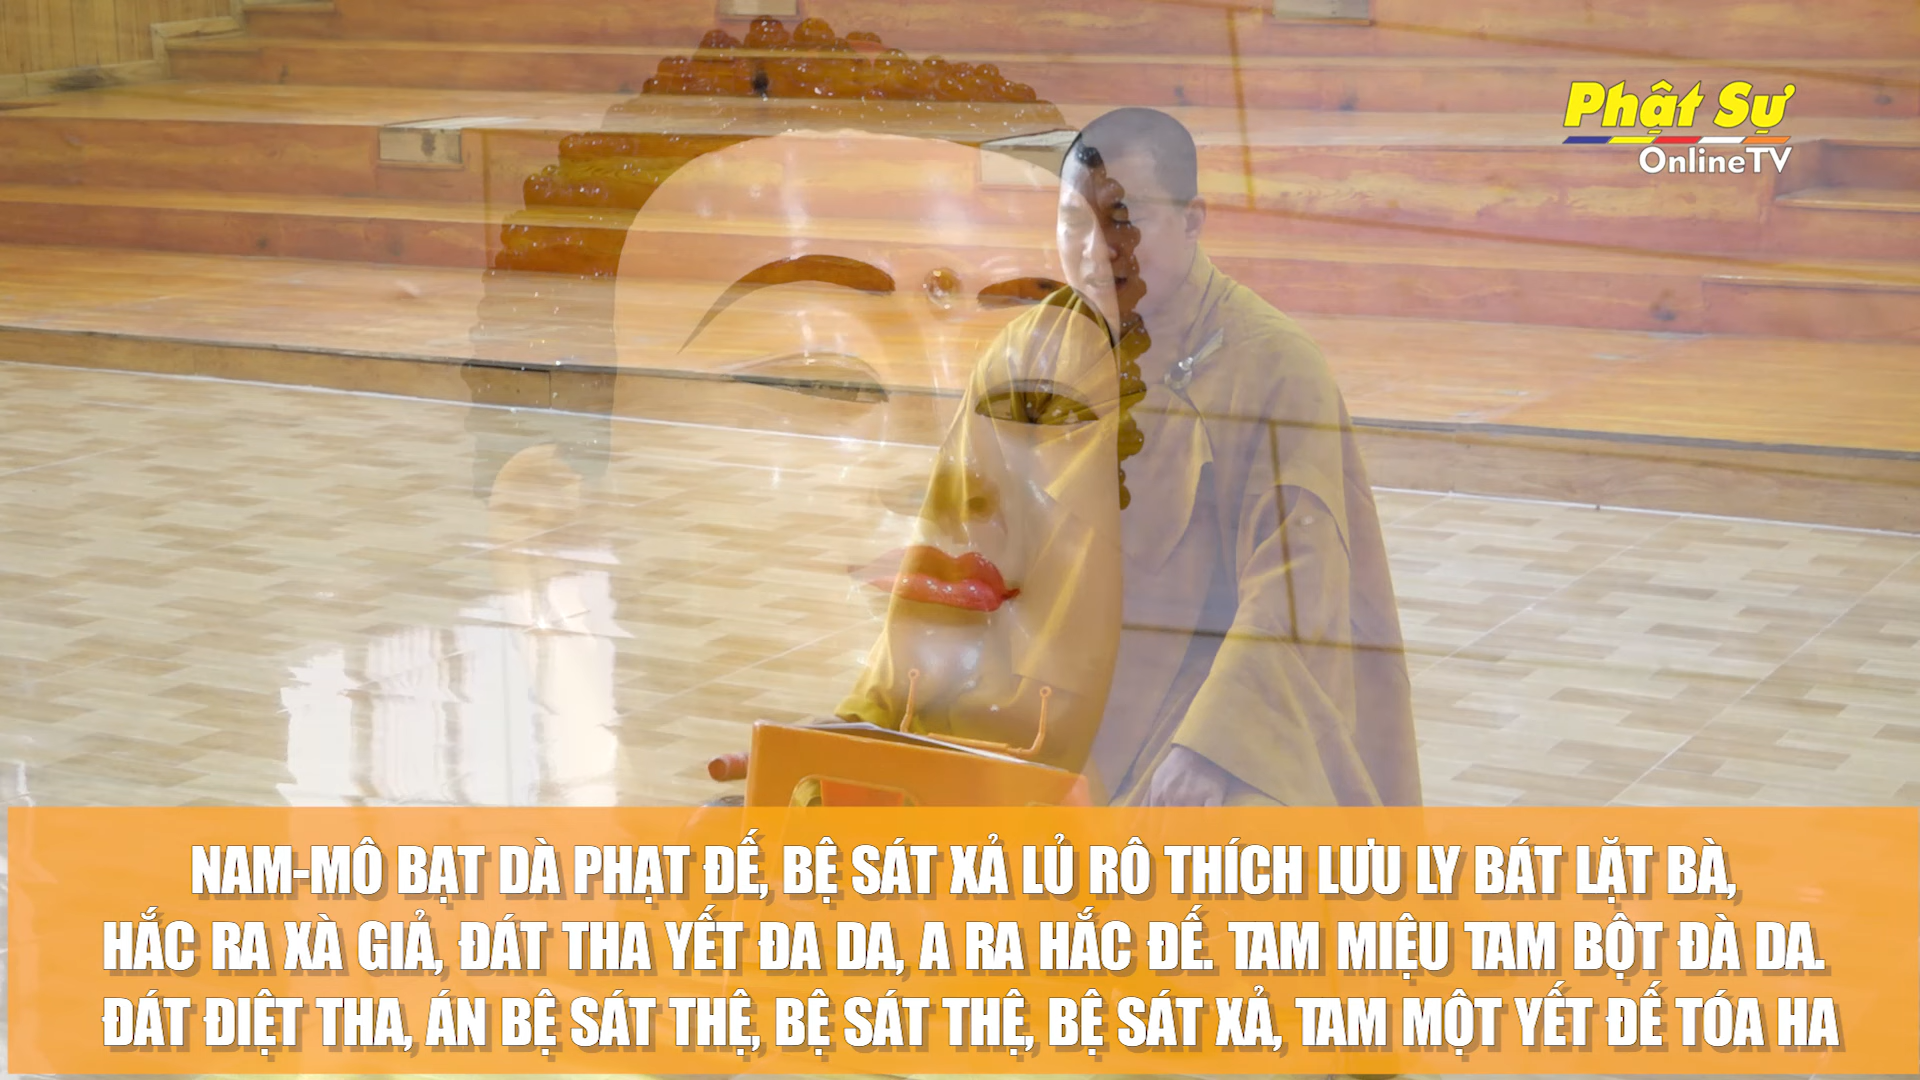 Phật Sự
OnlineTV
NAM-MÔ BẠT DÀ PHẠT ĐẾ, BỆ SÁT XẢ LỦ RÔ THÍCH LƯU LY BÁT LẶT BÀ,
HẮC RA XÀ GIẢ, ĐÁT THA YẾT ĐA DA, A RA HẮC ĐẾ. TAM MIỆU TAM BỘT ĐÀ DA.
ĐÁT ĐIỆT THA, ÁN BỆ SÁT THỆ, BỆ SÁT THỆ, BỆ SÁT XẢ, TAM MỘT YẾT ĐẾ TÓA HA